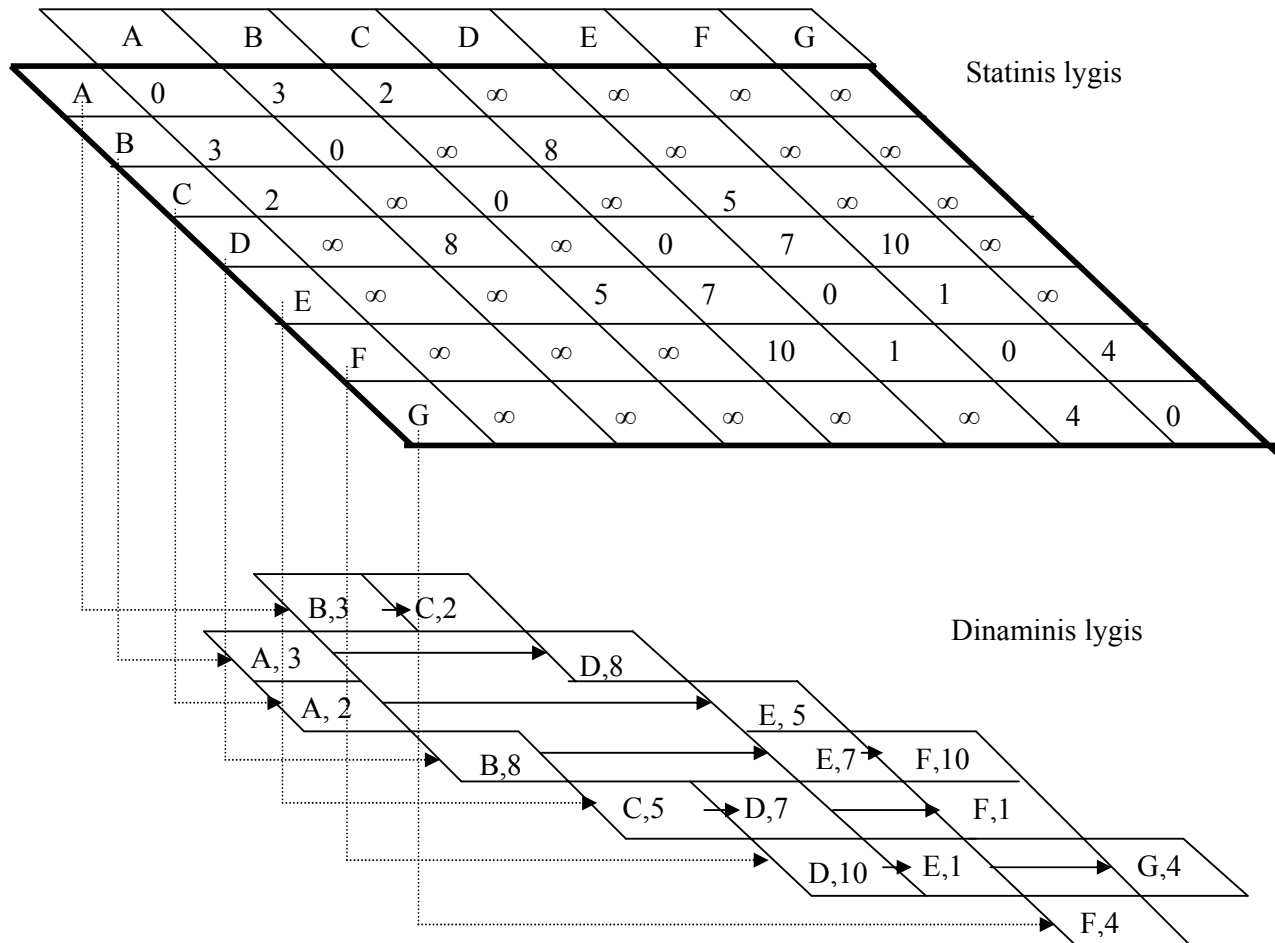 A B C D E F G
Statinis lygis
A 0 3 2 ∞ ∞ ∞ ∞
B 3 0 ∞ 8 ∞ ∞ ∞
C 2 ∞ 0 ∞ 5 ∞ ∞
D ∞ 8 ∞ 0 7 10 ∞
E ∞ ∞ 5 7 0 1 ∞
F ∞ ∞ ∞ 10 1 0 4
G ∞ ∞ ∞ ∞ ∞ 4 0
B,3 C,2
Dinaminis lygis
A, 3 D,8
A, 2 E, 5
B,8 E,7 F,10
C,5 D,7 F,1
D,10 E,1 G,4
F,4